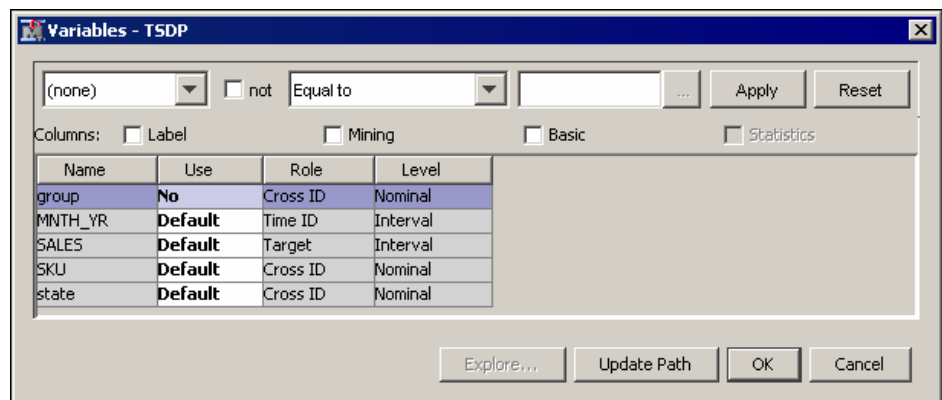 Variables - TSDP
(none) not Equal to ... Apply Reset
Columns: Label Mining Basic Statistics
Name Use Role Level
group No Cross ID Nominal
MNTH_YR Default Time ID Interval
SALES Default Target Interval
SKU Default Cross ID Nominal
state Default Cross ID Nominal
Explore... Update Path OK Cancel